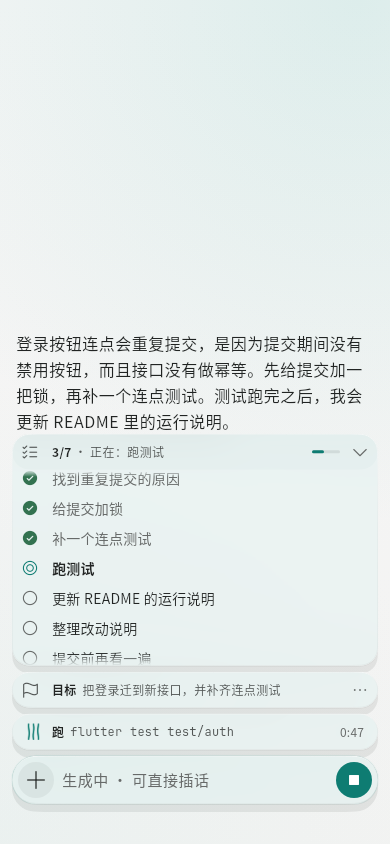 登录按钮连点会重复提交，是因为提交期间没有
禁用按钮，而且接口没有做幂等。先给提交加一
把锁，再补一个连点测试。测试跑完之后，我会
更新 README 里的运行说明。
3/7 · 正在：跑测试
找到重复提交的原因
给提交加锁
补一个连点测试
跑测试
更新 README 的运行说明
整理改动说明
提交前再看一遍
目标 把登录迁到新接口，并补齐连点测试 ···
跑 flutter test test/auth 0:47
生成中 · 可直接插话